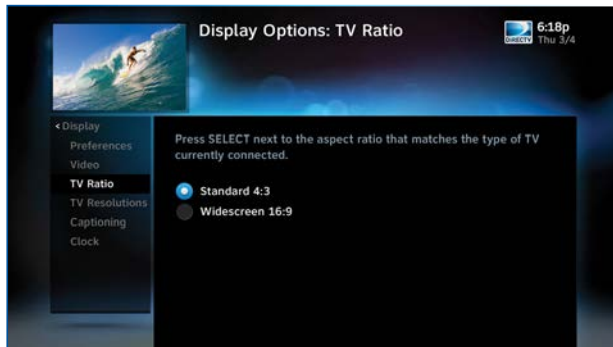 Display Options: TV Ratio
DIRECTV
6:18p
Thu 3/4
<Display
Preferences
Video
TV Ratio
TV Resolutions
Captioning
Clock
Press SELECT next to the aspect ratio that matches the type of TV
currently connected.
Standard 4:3
Widescreen 16:9